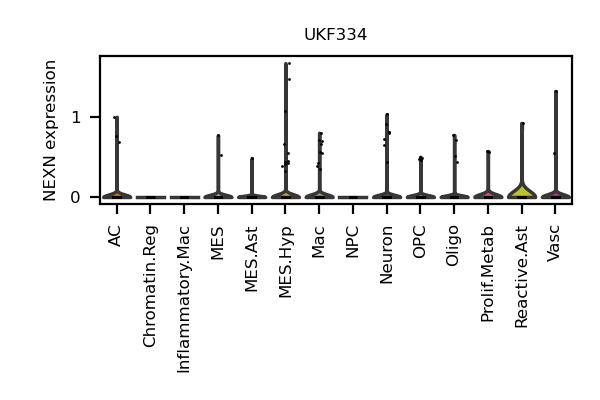 UKF334
NEXN expression
1
0
AC
Chromatin.Reg
Inflammatory.Mac
MES
MES.Ast
MES.Hyp
Mac
NPC
Neuron
OPC
Oligo
Prolif.Metab
Reactive.Ast
Vasc